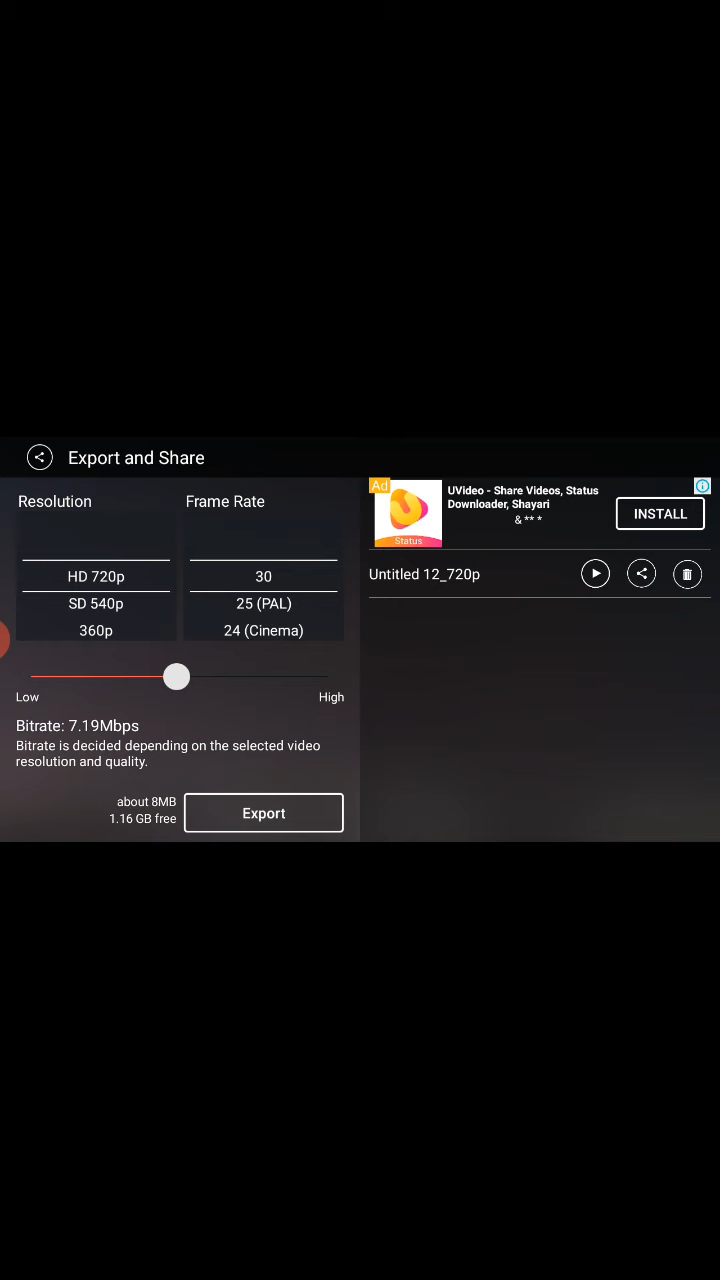 Export and Share
Resolution
Frame Rate
HD 720p
SD 540p
360p
30
25 (PAL)
24 (Cinema)
Low
High
Bitrate: 7.19Mbps
Bitrate is decided depending on the selected video
resolution and quality.
about 8MB
1.16 GB free
Export
Ad
Status
UVideo - Share Videos, Status
Downloader, Shayari
& ** *
INSTALL
Untitled 12_720p